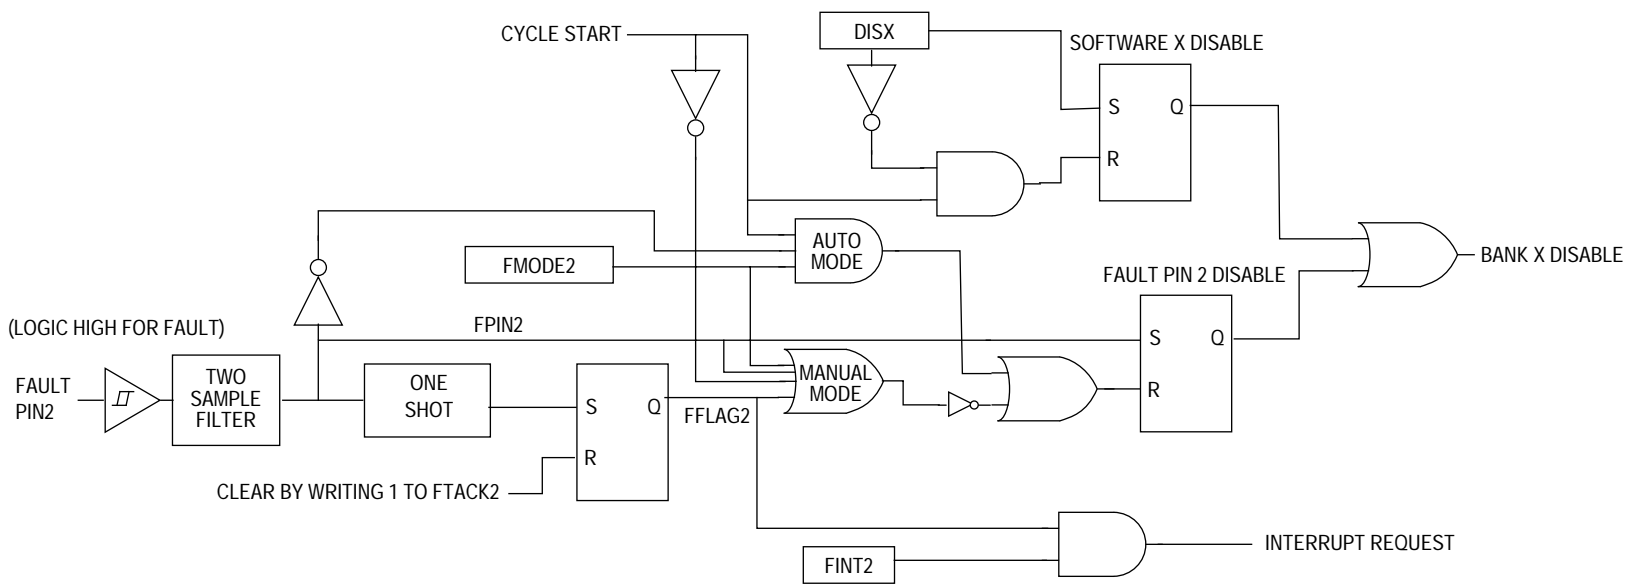 CYCLE START
DISX
SOFTWARE X DISABLE
S
Q
R
AUTO
MODE
FMODE2
BANK X DISABLE
FAULT PIN 2 DISABLE
(LOGIC HIGH FOR FAULT)
FPIN2
S
Q
R
FAULT
PIN2
TWO
SAMPLE
FILTER
ONE
SHOT
S
Q
R
FFLAG2
MANUAL
MODE
CLEAR BY WRITING 1 TO FTACK2
FINT2
INTERRUPT REQUEST